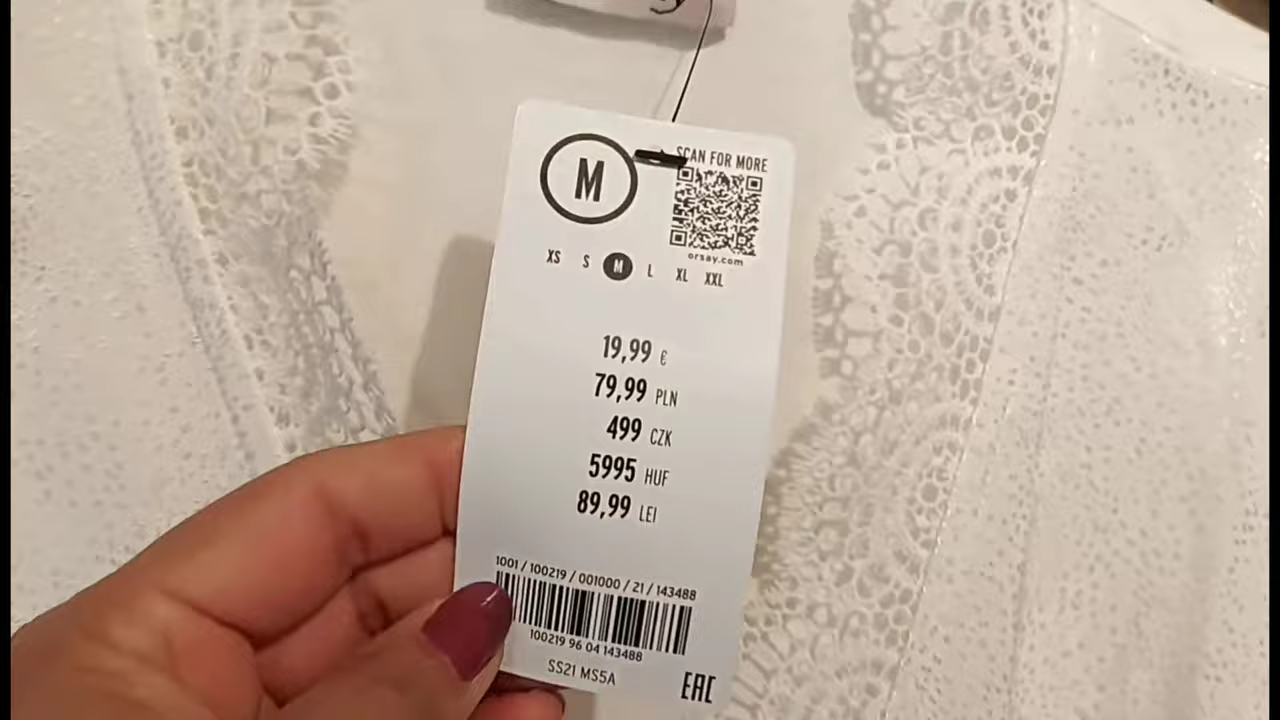 M
SCAN FOR MORE
orsay.com
XS S M L XL XXL
19,99 €
79,99 PLN
499 CZK
5995 HUF
89,99 LEI
1001 / 100219 / 001000 / 21 / 143488
100219 96 04 143488
SS21 MS5A
EAC